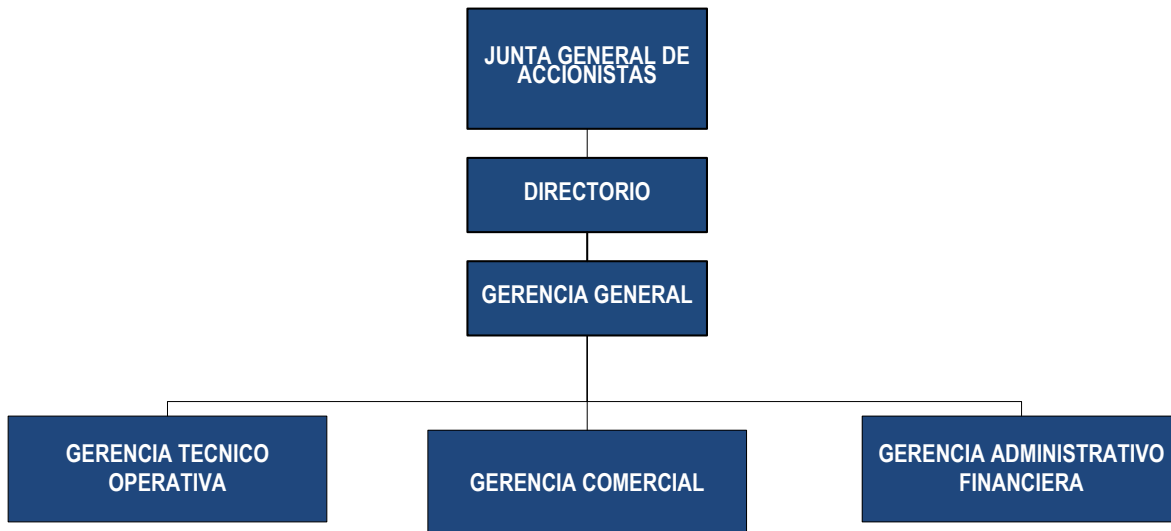 JUNTA GENERAL DE
ACCIONISTAS
DIRECTORIO
GERENCIA GENERAL
GERENCIA TECNICO
OPERATIVA
GERENCIA COMERCIAL
GERENCIA ADMINISTRATIVO
FINANCIERA